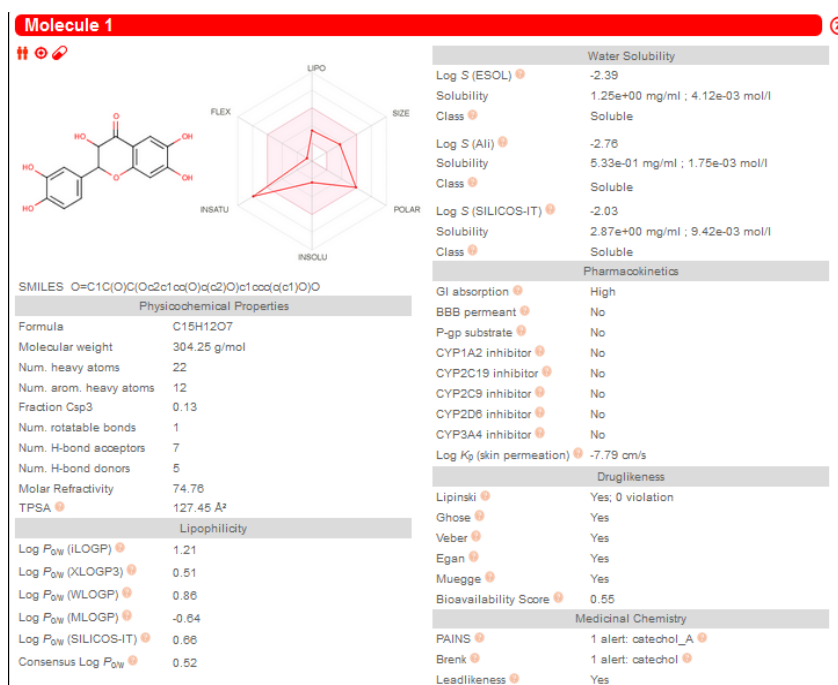 Molecule 1
LIPO
FLEX
SIZE
INSATU
POLAR
INSOLU
O
HO
OH
HO
O
OH
HO
SMILES O=C1C(O)C(Oc2c1cc(O)c(c2)O)c1ccc(c(c1)O)O
Physicochemical Properties
Formula C15H12O7
Molecular weight 304.25 g/mol
Num. heavy atoms 22
Num. arom. heavy atoms 12
Fraction Csp3 0.13
Num. rotatable bonds 1
Num. H-bond acceptors 7
Num. H-bond donors 5
Molar Refractivity 74.76
TPSA ? 127.45 Å²
Lipophilicity
Log Po/w (iLOGP) ? 1.21
Log Po/w (XLOGP3) ? 0.51
Log Po/w (WLOGP) ? 0.86
Log Po/w (MLOGP) ? -0.64
Log Po/w (SILICOS-IT) ? 0.66
Consensus Log Po/w ? 0.52
Water Solubility
Log S (ESOL) ? -2.39
Solubility 1.25e+00 mg/ml ; 4.12e-03 mol/l
Class ? Soluble
Log S (Ali) ? -2.76
Solubility 5.33e-01 mg/ml ; 1.75e-03 mol/l
Class ? Soluble
Log S (SILICOS-IT) ? -2.03
Solubility 2.87e+00 mg/ml ; 9.42e-03 mol/l
Class ? Soluble
Pharmacokinetics
GI absorption ? High
BBB permeant ? No
P-gp substrate ? No
CYP1A2 inhibitor ? No
CYP2C19 inhibitor ? No
CYP2C9 inhibitor ? No
CYP2D6 inhibitor ? No
CYP3A4 inhibitor ? No
Log Kp (skin permeation) ? -7.79 cm/s
Druglikeness
Lipinski ? Yes; 0 violation
Ghose ? Yes
Veber ? Yes
Egan ? Yes
Muegge ? Yes
Bioavailability Score ? 0.55
Medicinal Chemistry
PAINS ? 1 alert: catechol_A ?
Brenk ? 1 alert: catechol ?
Leadlikeness ? Yes